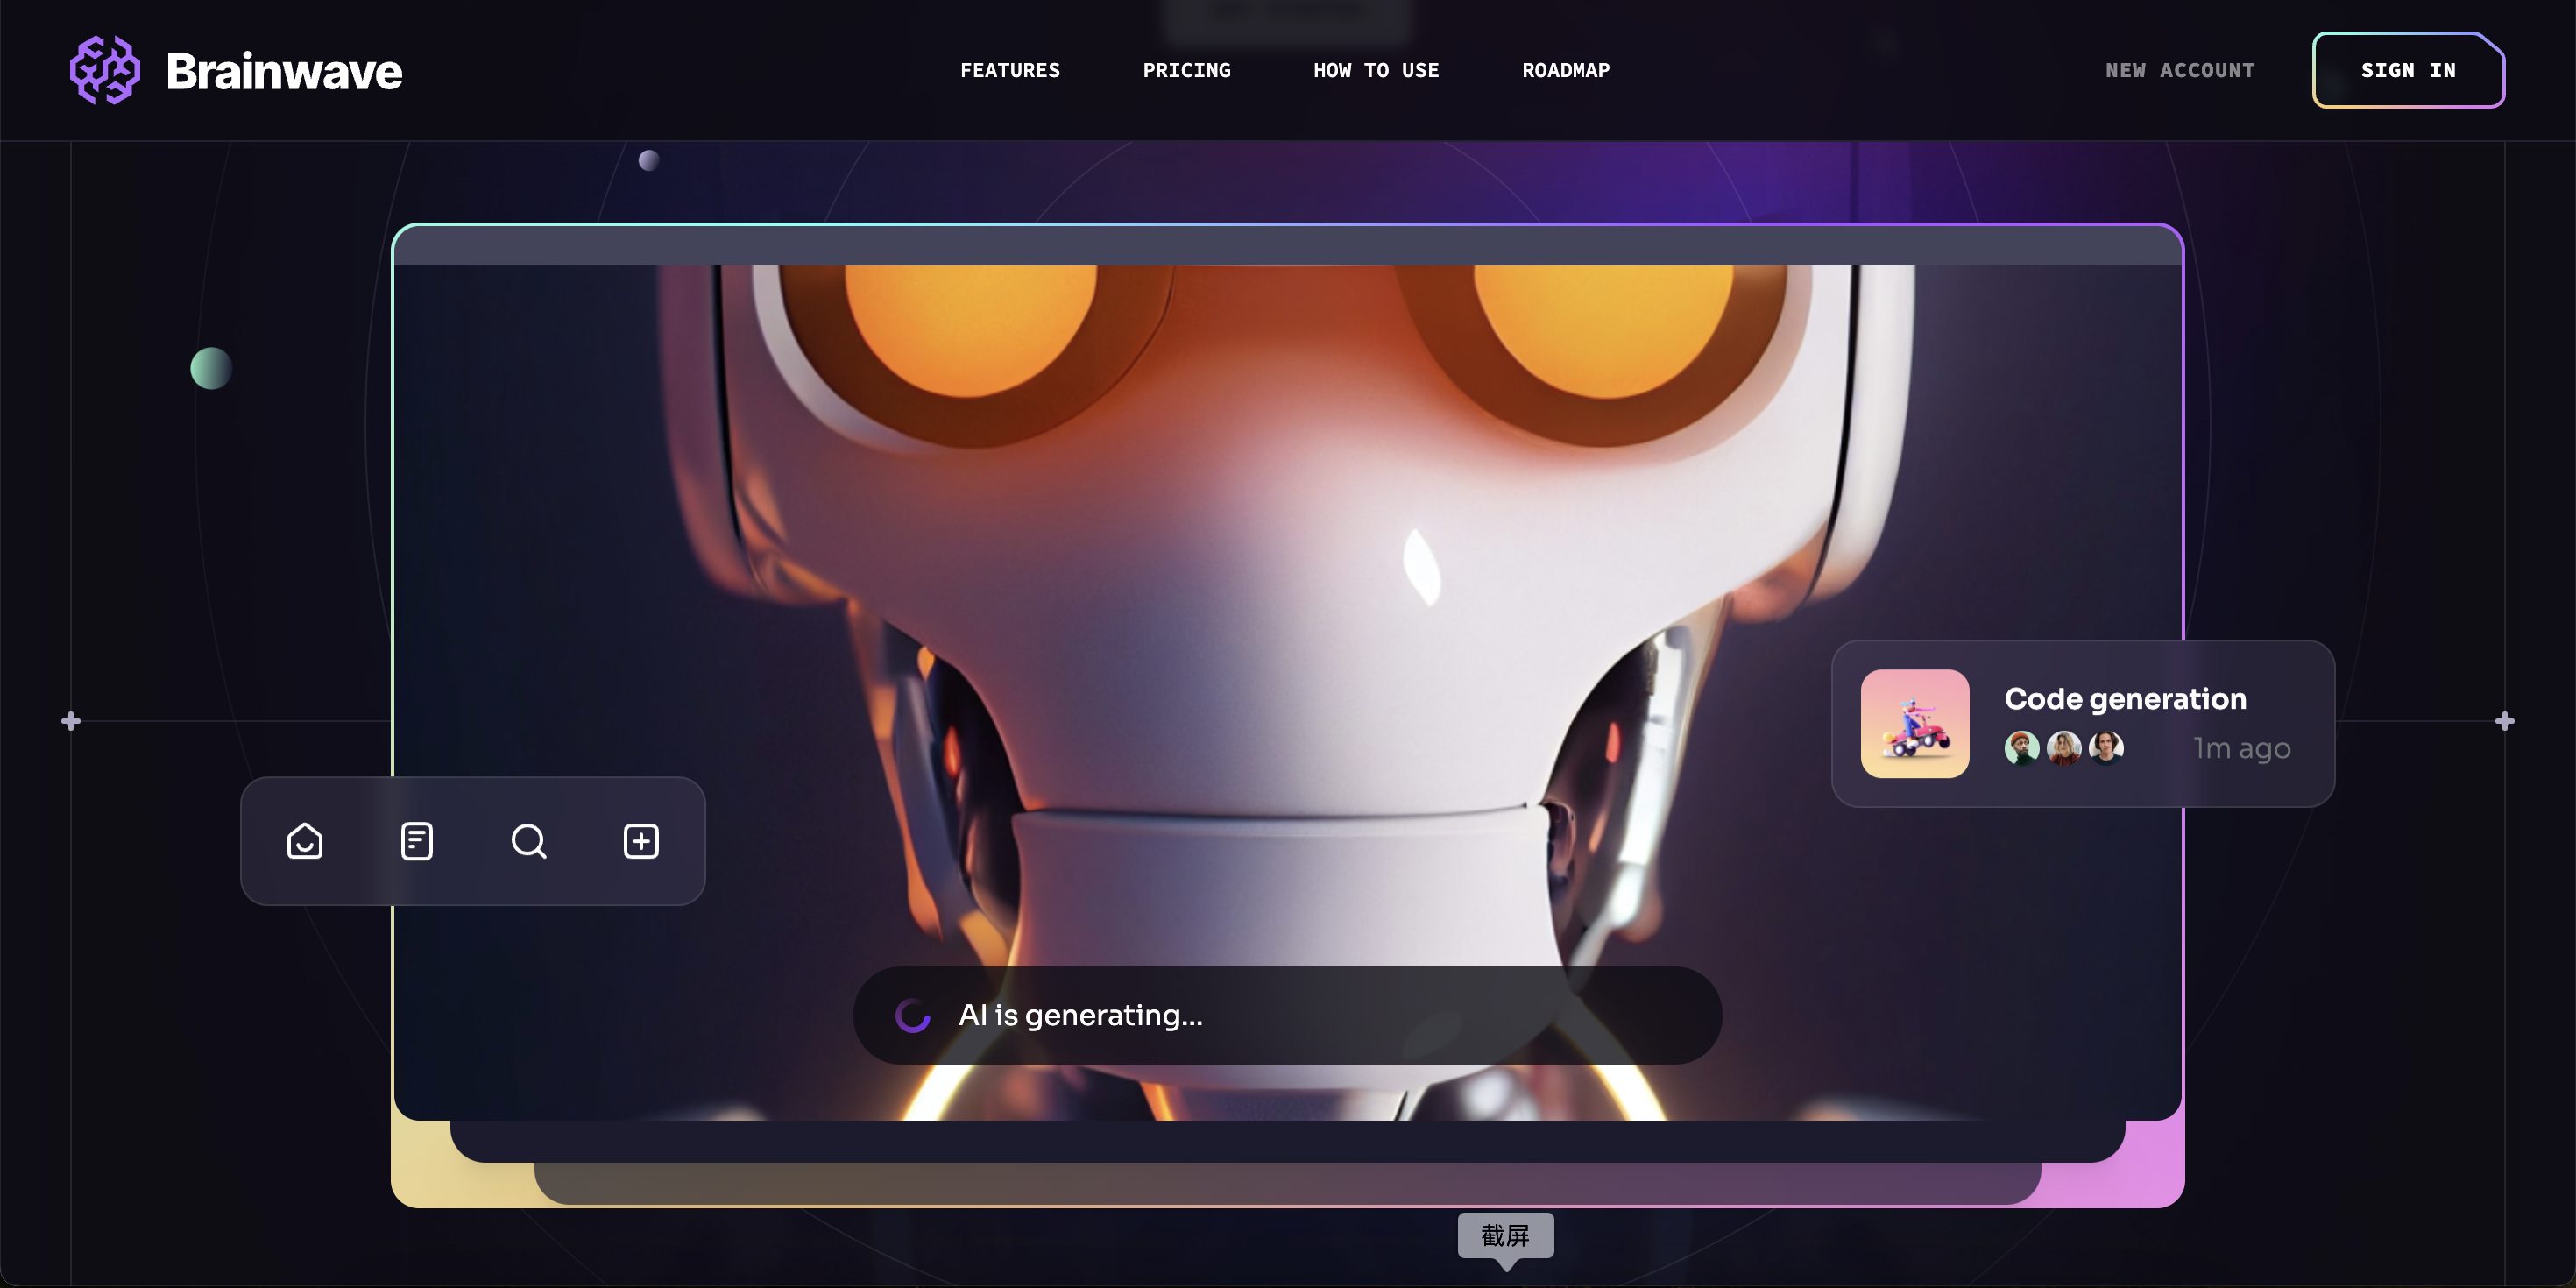 Brainwave
FEATURES
PRICING
HOW TO USE
ROADMAP
NEW ACCOUNT
SIGN IN
Code generation
1m ago
AI is generating...
截屏